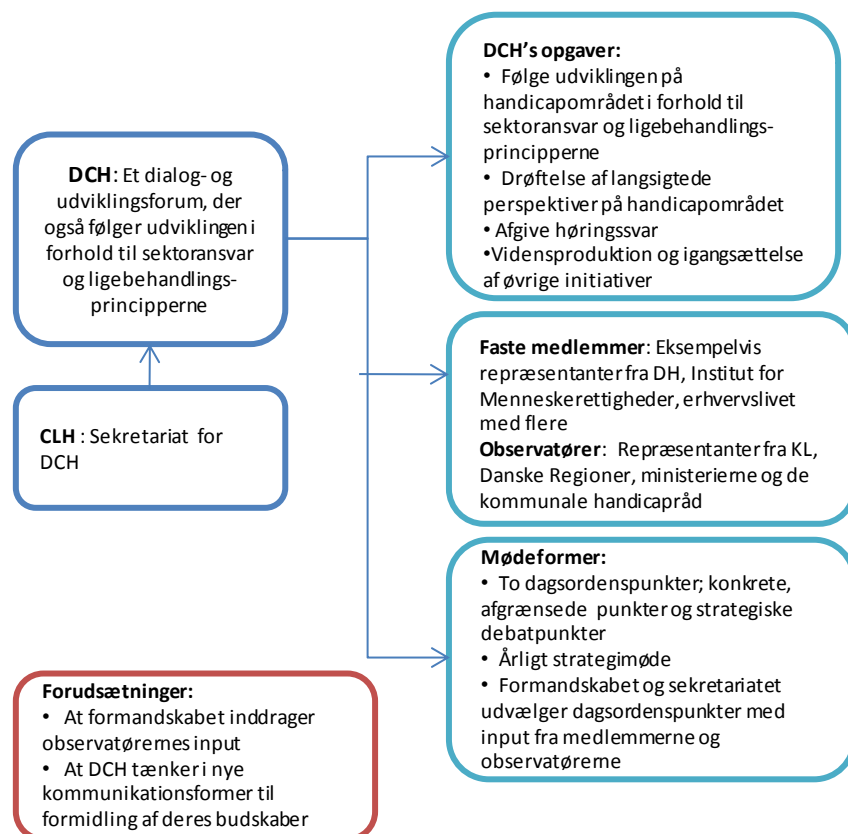 DCH: Et dialog- og
udviklingsforum, der
også følger udviklingen i
forhold til sektoransvar
og ligebehandlings-
principperne
CLH : Sekretariat for
DCH
DCH's opgaver:
• Følge udviklingen på
handicapområdet i forhold til
sektoransvar og ligebehandlings-
principperne
• Drøftelse af langsigtede
perspektiver på handicapområdet
• Afgive høringssvar
•Vidensproduktion og igangsættelse
af øvrige initiativer
Faste medlemmer: Eksempelvis
repræsentanter fra DH, Institut for
Menneskerettigheder, erhvervslivet
med flere
Observatører: Repræsentanter fra KL,
Danske Regioner, ministerierne og de
kommunale handicapråd
Mødeformer:
• To dagsordenspunkter; konkrete,
afgrænsede punkter og strategiske
debatpunkter
• Årligt strategimøde
• Formandskabet og sekretariatet
udvælger dagsordenspunkter med
input fra medlemmerne og
observatørerne
Forudsætninger:
• At formandskabet inddrager
observatørernes input
• At DCH tænker i nye
kommunikationsformer til
formidling af deres budskaber